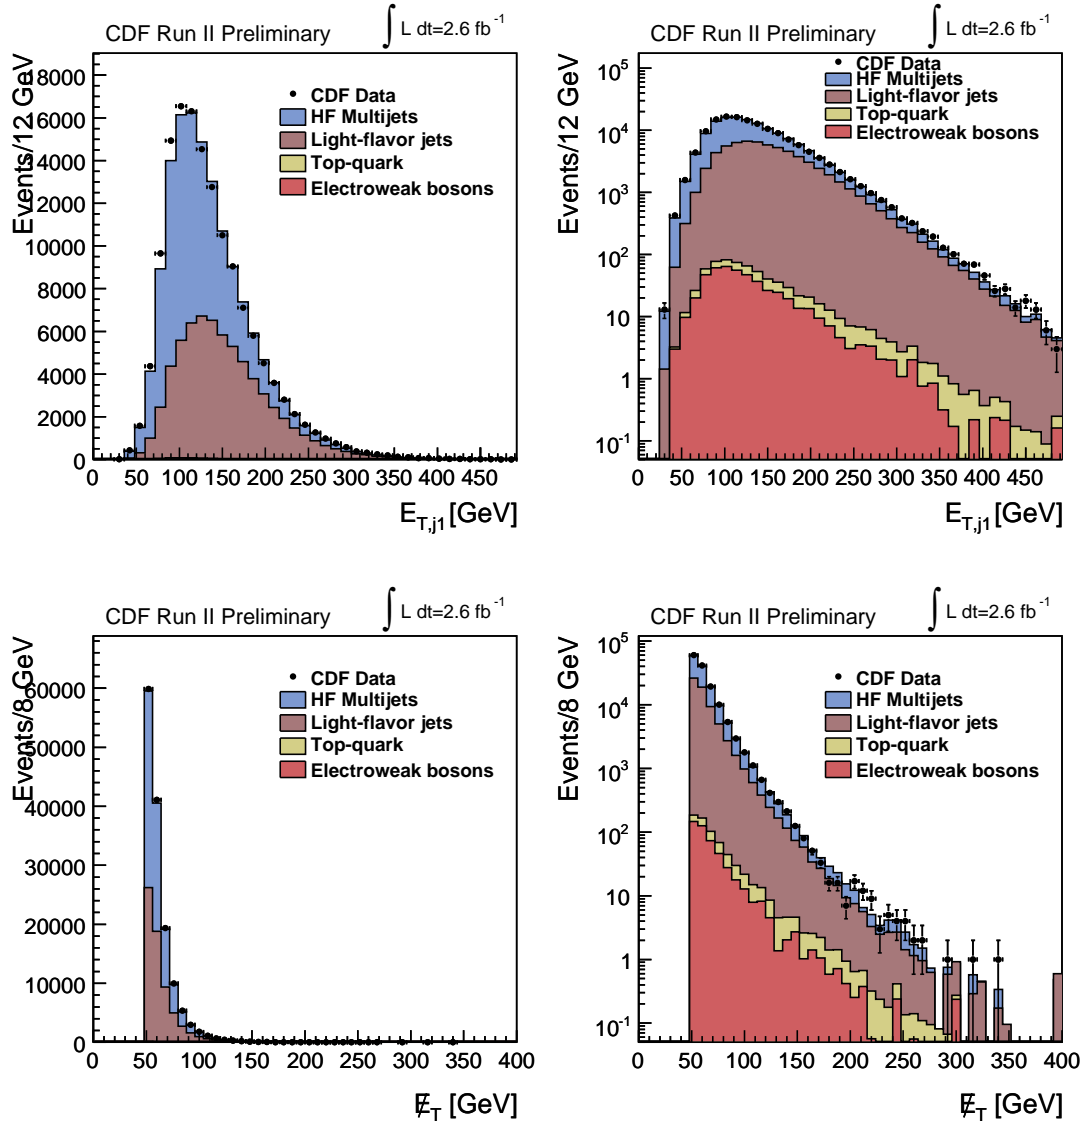 CDF Run II Preliminary ∫ L dt=2.6 fb⁻¹
Events/12 GeV
18000
16000
14000
12000
10000
8000
6000
4000
2000
0
CDF Data
HF Multijets
Light-flavor jets
Top-quark
Electroweak bosons
0 50 100 150 200 250 300 350 400 450
E_T,j1 [GeV]
CDF Run II Preliminary ∫ L dt=2.6 fb⁻¹
Events/12 GeV
10⁵
10⁴
10³
10²
10
1
10⁻¹
CDF Data
HF Multijets
Light-flavor jets
Top-quark
Electroweak bosons
0 50 100 150 200 250 300 350 400 450
E_T,j1 [GeV]
CDF Run II Preliminary ∫ L dt=2.6 fb⁻¹
Events/8 GeV
60000
50000
40000
30000
20000
10000
0
CDF Data
HF Multijets
Light-flavor jets
Top-quark
Electroweak bosons
0 50 100 150 200 250 300 350 400
E̸_T [GeV]
CDF Run II Preliminary ∫ L dt=2.6 fb⁻¹
Events/8 GeV
10⁵
10⁴
10³
10²
10
1
10⁻¹
CDF Data
HF Multijets
Light-flavor jets
Top-quark
Electroweak bosons
0 50 100 150 200 250 300 350 400
E̸_T [GeV]